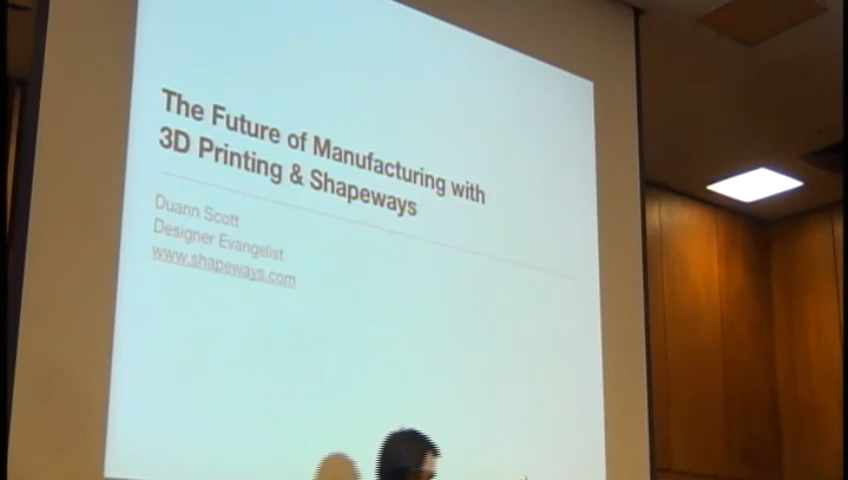 The Future of Manufacturing with
3D Printing & Shapeways
Duann Scott
Designer Evangelist
www.shapeways.com